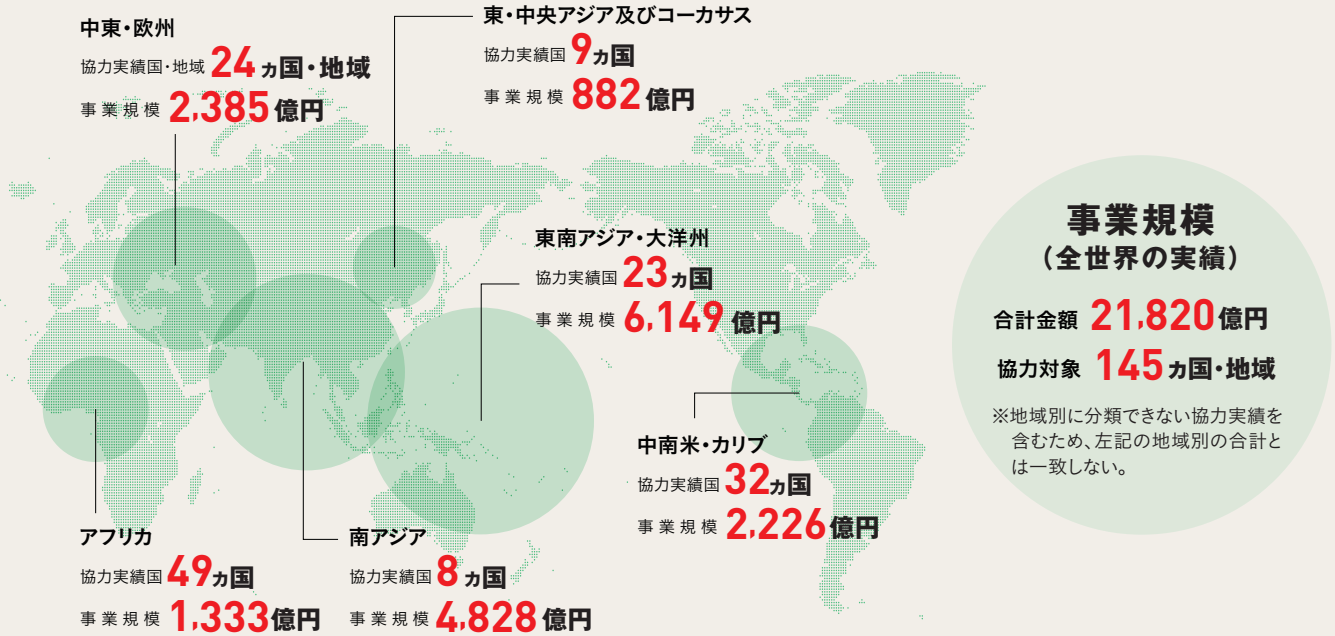 中東・欧州
協力実績国・地域 24ヵ国・地域
事業規模 2,385億円
東・中央アジア及びコーカサス
協力実績国 9ヵ国
事業規模 882億円
東南アジア・大洋州
協力実績国 23ヵ国
事業規模 6,149億円
中南米・カリブ
協力実績国 32ヵ国
事業規模 2,226億円
アフリカ
協力実績国 49ヵ国
事業規模 1,333億円
南アジア
協力実績国 8ヵ国
事業規模 4,828億円
事業規模
（全世界の実績）
合計金額 21,820億円
協力対象 145ヵ国・地域
※地域別に分類できない協力実績を
含むため、左記の地域別の合計と
は一致しない。